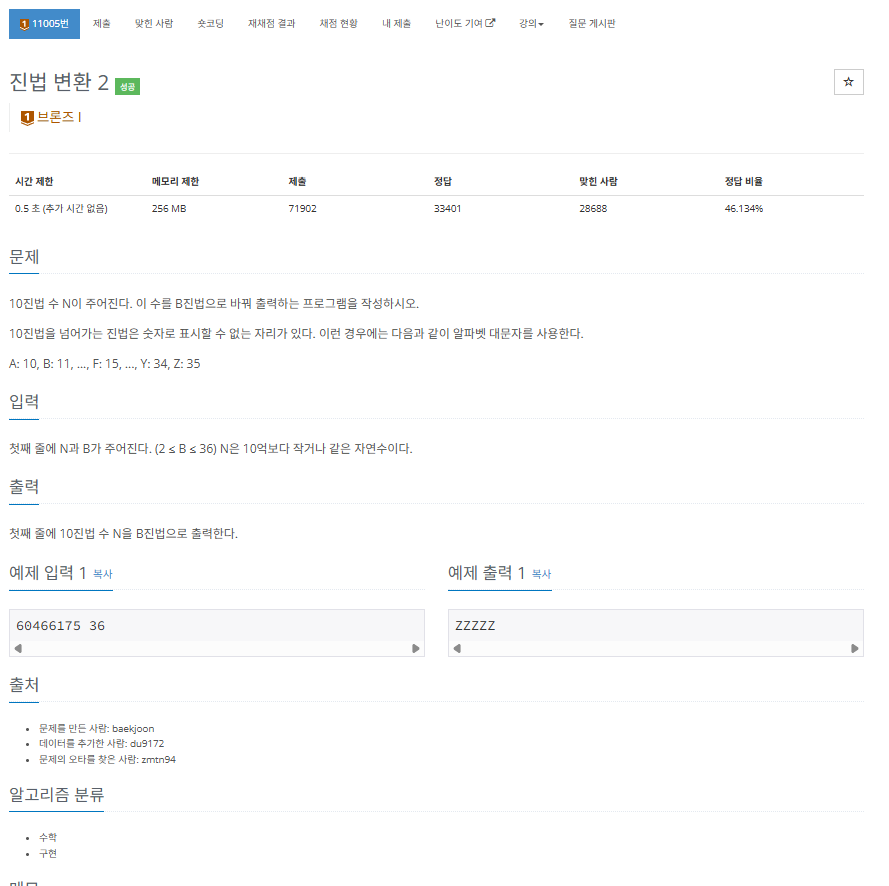 1 11005번 제출 맞힌 사람 숏코딩 재채점 결과 채점 현황 내 제출 난이도 기여 강의 질문 게시판
진법 변환 2 성공
1 브론즈 I
시간 제한 메모리 제한 제출 정답 맞힌 사람 정답 비율
0.5 초 (추가 시간 없음) 256 MB 71902 33401 28688 46.134%
문제
10진법 수 N이 주어진다. 이 수를 B진법으로 바꿔 출력하는 프로그램을 작성하시오.
10진법을 넘어가는 진법은 숫자로 표시할 수 없는 자리가 있다. 이런 경우에는 다음과 같이 알파벳 대문자를 사용한다.
A: 10, B: 11, ..., F: 15, ..., Y: 34, Z: 35
입력
첫째 줄에 N과 B가 주어진다. (2 ≤ B ≤ 36) N은 10억보다 작거나 같은 자연수이다.
출력
첫째 줄에 10진법 수 N을 B진법으로 출력한다.
예제 입력 1 복사
60466175 36
예제 출력 1 복사
ZZZZZ
출처
문제를 만든 사람: baekjoon
데이터를 추가한 사람: du9172
문제의 오타를 찾은 사람: zmtn94
알고리즘 분류
수학
구현